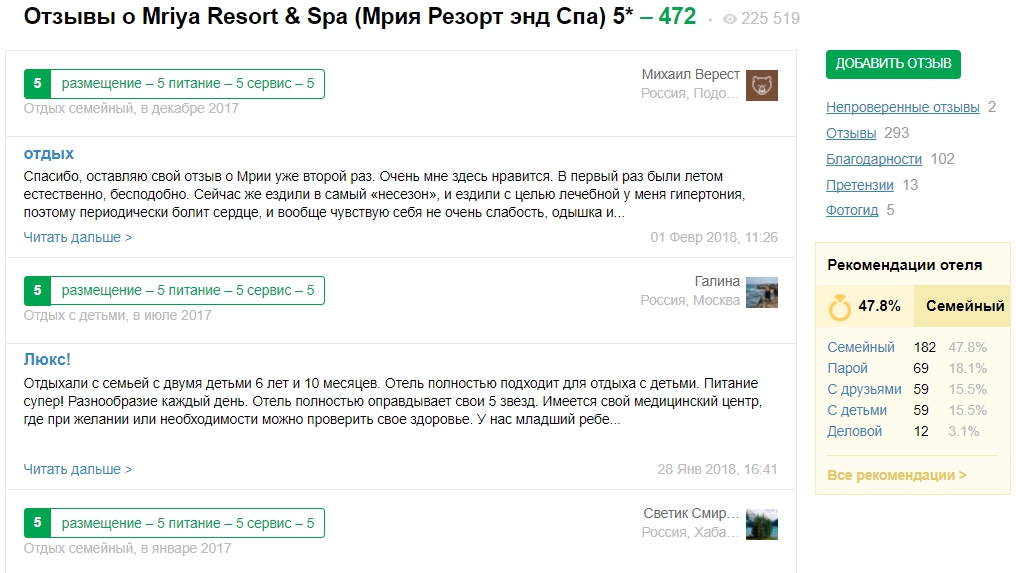 Отзывы о Mriya Resort & Spa (Мрия Резорт энд Спа) 5* – 472 · 225 519
5 размещение – 5 питание – 5 сервис – 5
Отдых семейный, в декабре 2017
Михаил Верест
Россия, Подо...
отдых
Спасибо, оставляю свой отзыв о Мрии уже второй раз. Очень мне здесь нравится. В первый раз были летом
естественно, бесподобно. Сейчас же ездили в самый «несезон», и ездили с целью лечебной у меня гипертония,
поэтому периодически болит сердце, и вообще чувствую себя не очень слабость, одышка и...
Читать дальше >
01 Февр 2018, 11:26
5 размещение – 5 питание – 5 сервис – 5
Отдых с детьми, в июле 2017
Галина
Россия, Москва
Люкс!
Отдыхали с семьей с двумя детьми 6 лет и 10 месяцев. Отель полностью подходит для отдыха с детьми. Питание
супер! Разнообразие каждый день. Отель полностью оправдывает свои 5 звезд. Имеется свой медицинский центр,
где при желании или необходимости можно проверить свое здоровье. У нас младший ребе...
Читать дальше >
28 Янв 2018, 16:41
5 размещение – 5 питание – 5 сервис – 5
Отдых семейный, в январе 2017
Светик Смир...
Россия, Хаба...
ДОБАВИТЬ ОТЗЫВ
Непроверенные отзывы 2
Отзывы 293
Благодарности 102
Претензии 13
Фотогид 5
Рекомендации отеля
47.8% Семейный
Семейный 182 47.8%
Парой 69 18.1%
С друзьями 59 15.5%
С детьми 59 15.5%
Деловой 12 3.1%
Все рекомендации >